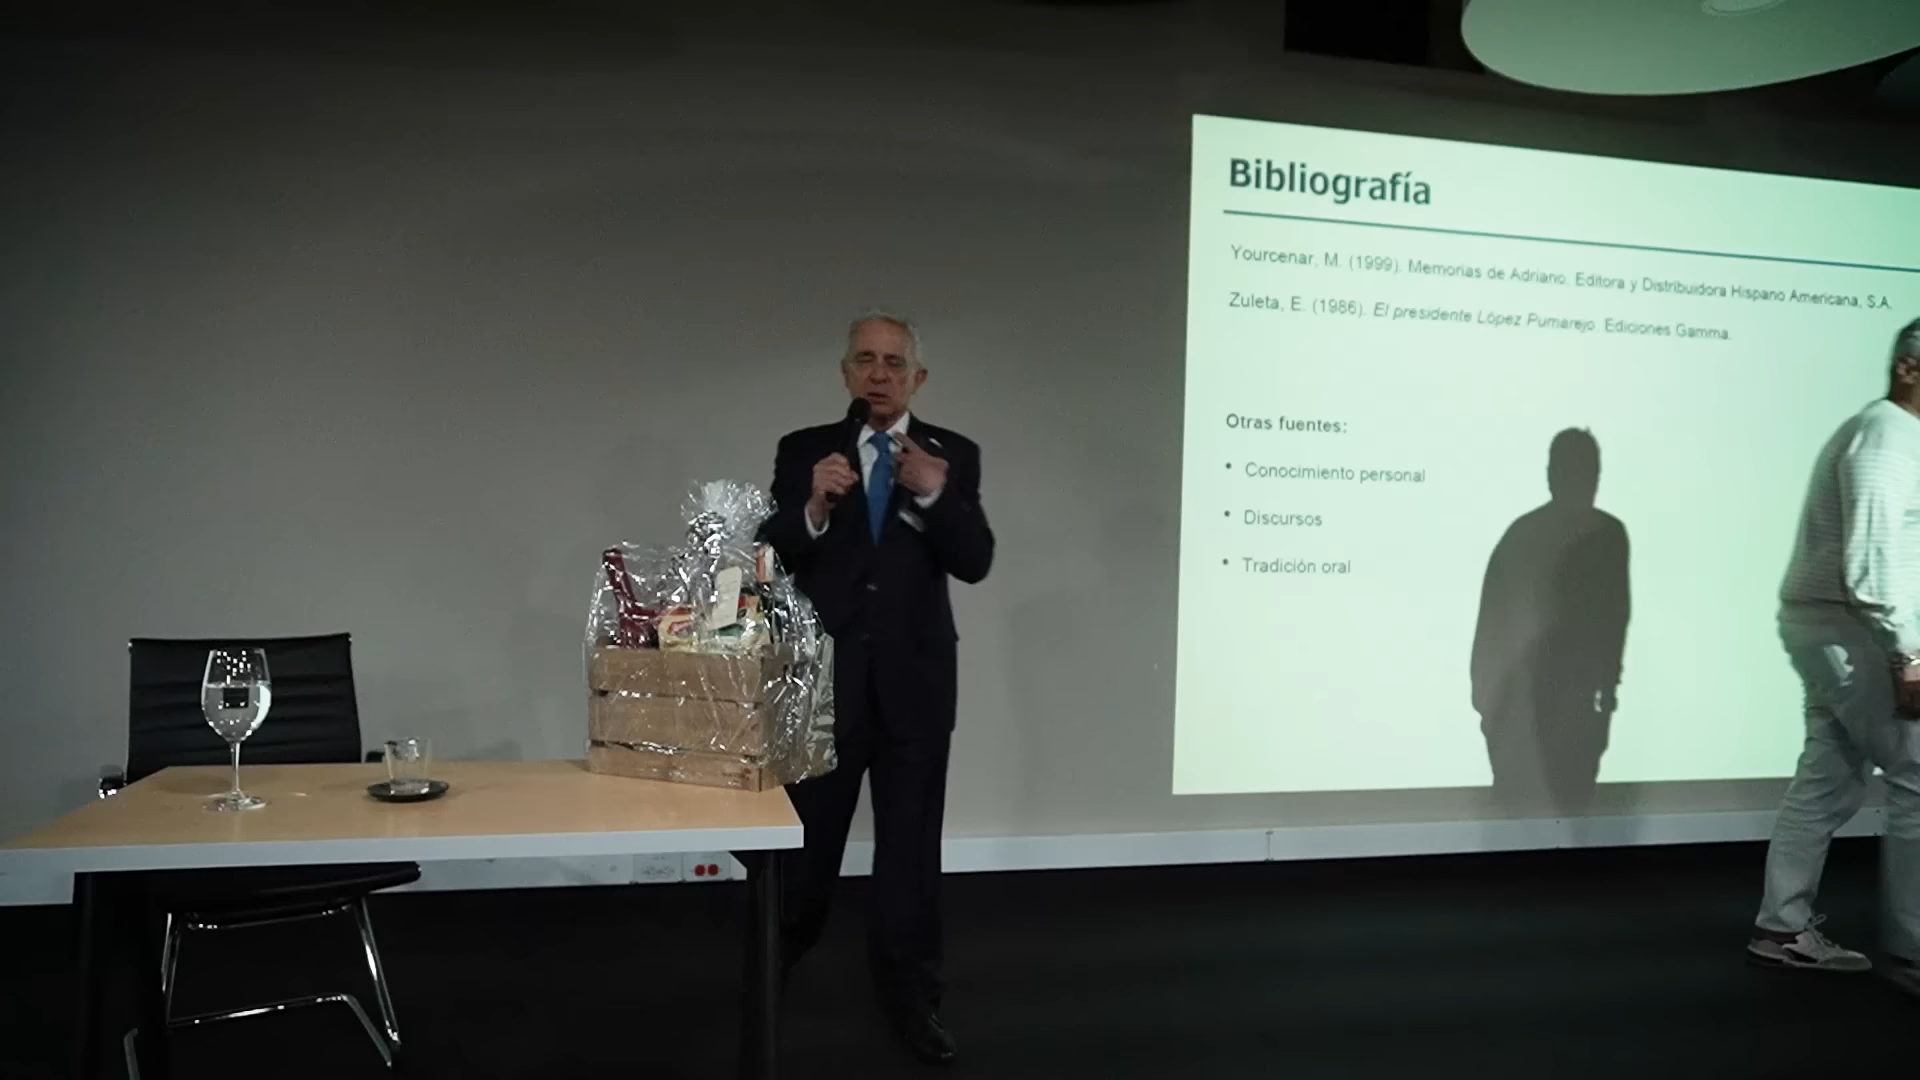 Bibliografía
Yourcenar, M. (1999). Memorias de Adriano. Editora y Distribuidora Hispano Americana, S.A.
Zuleta, E. (1986). El presidente López Pumarejo. Ediciones Gamma.
Otras fuentes:
• Conocimiento personal
• Discursos
• Tradición oral